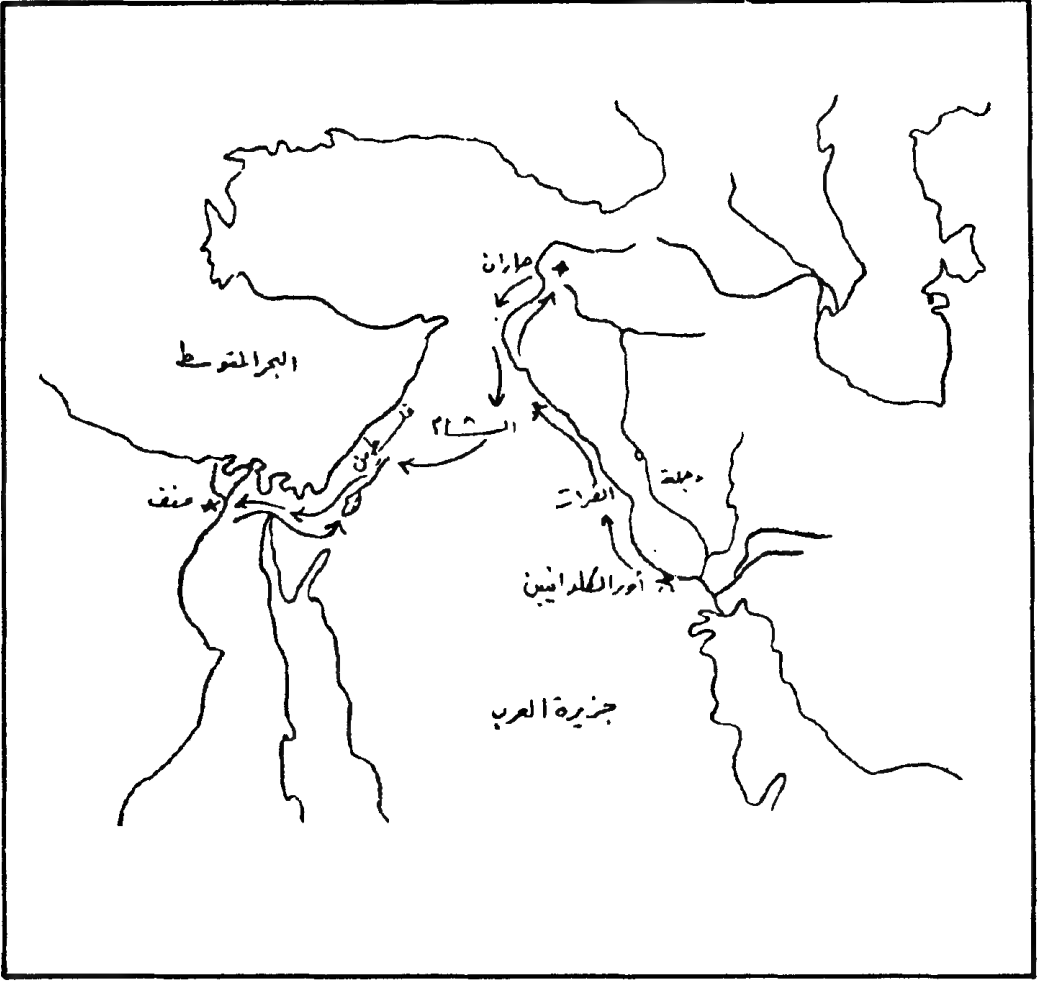 حاران
البحر المتوسط
الشام
دجلة
الفرات
منف
أور الكلدانيين
جزيرة العرب